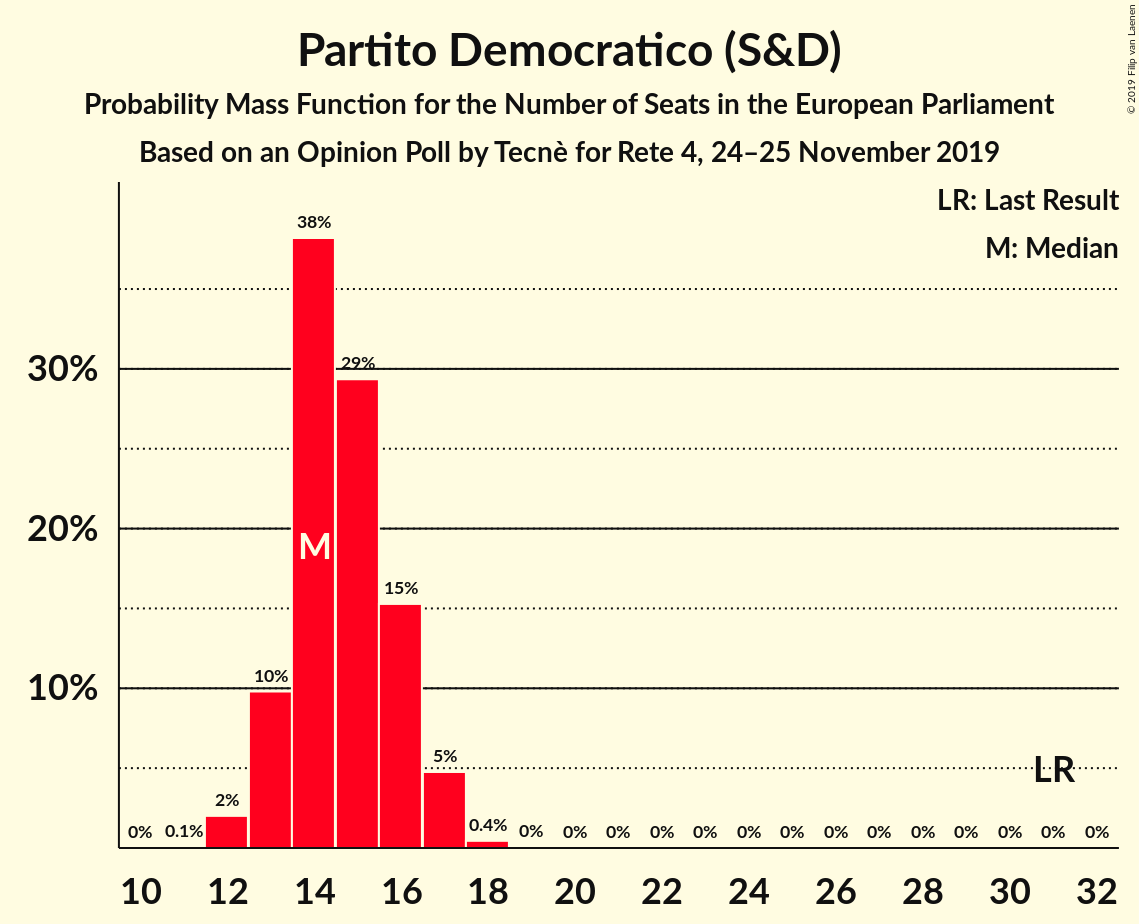 Partito Democratico (S&D)
Probability Mass Function for the Number of Seats in the European Parliament
Based on an Opinion Poll by Tecnè for Rete 4, 24–25 November 2019
© 2019 Filip van Laenen
LR: Last Result
M: Median
38%
30%
29%
20%
M
15%
10%
10%
5%
LR
2%
0% 0.1% 0.4% 0% 0% 0% 0% 0% 0% 0% 0% 0% 0% 0% 0% 0% 0%
10 12 14 16 18 20 22 24 26 28 30 32